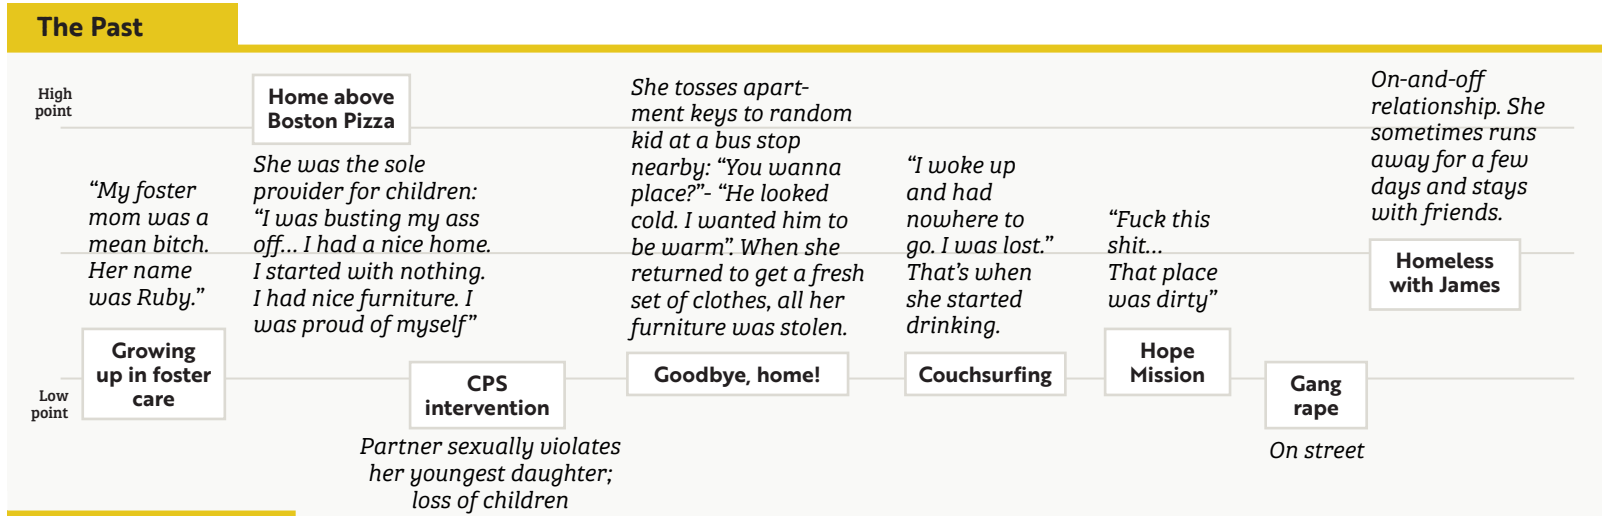 The Past
High
point
Low
point
“My foster
mom was a
mean bitch.
Her name
was Ruby.”
Growing
up in foster
care
Home above
Boston Pizza
She was the sole
provider for children:
“I was busting my ass
off... I had a nice home.
I started with nothing.
I had nice furniture. I
was proud of myself”
CPS
intervention
Partner sexually violates
her youngest daughter;
loss of children
She tosses apart-
ment keys to random
kid at a bus stop
nearby: “You wanna
place?”- “He looked
cold. I wanted him to
be warm”. When she
returned to get a fresh
set of clothes, all her
furniture was stolen.
Goodbye, home!
“I woke up
and had
nowhere to
go. I was lost.”
That’s when
she started
drinking.
Couchsurfing
“Fuck this
shit...
That place
was dirty”
Hope
Mission
Gang
rape
On street
On-and-off
relationship. She
sometimes runs
away for a few
days and stays
with friends.
Homeless
with James